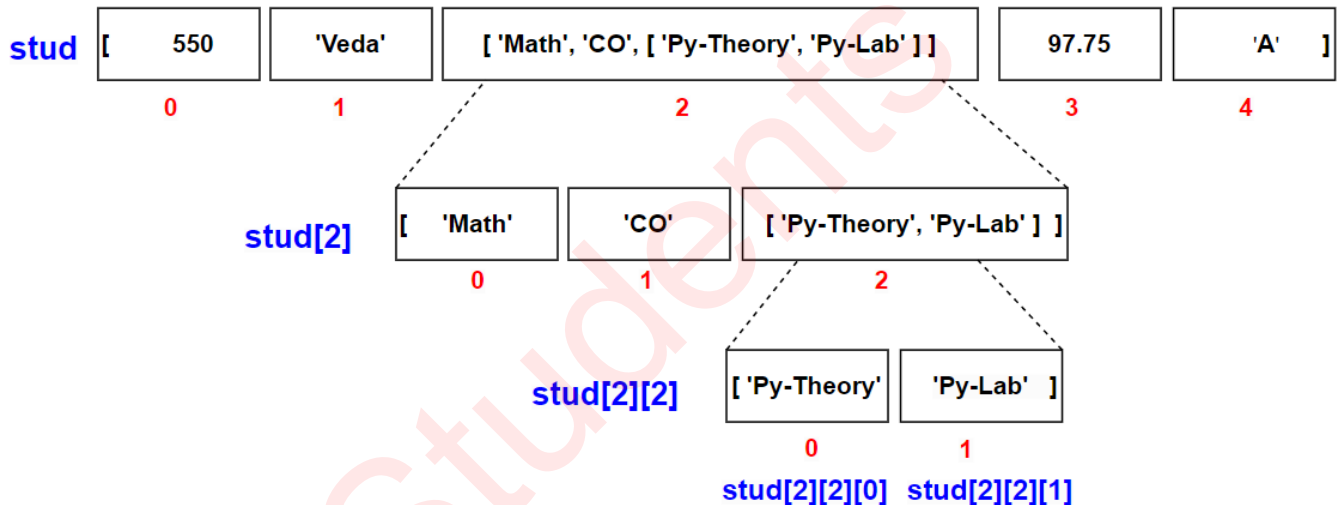 stud [ 550 'Veda' [ 'Math', 'CO', [ 'Py-Theory', 'Py-Lab' ] ] 97.75 'A' ]
0 1 2 3 4
stud[2] [ 'Math' 'CO' [ 'Py-Theory', 'Py-Lab' ] ]
0 1 2
stud[2][2] [ 'Py-Theory' 'Py-Lab' ]
0 1
stud[2][2][0] stud[2][2][1]
Students